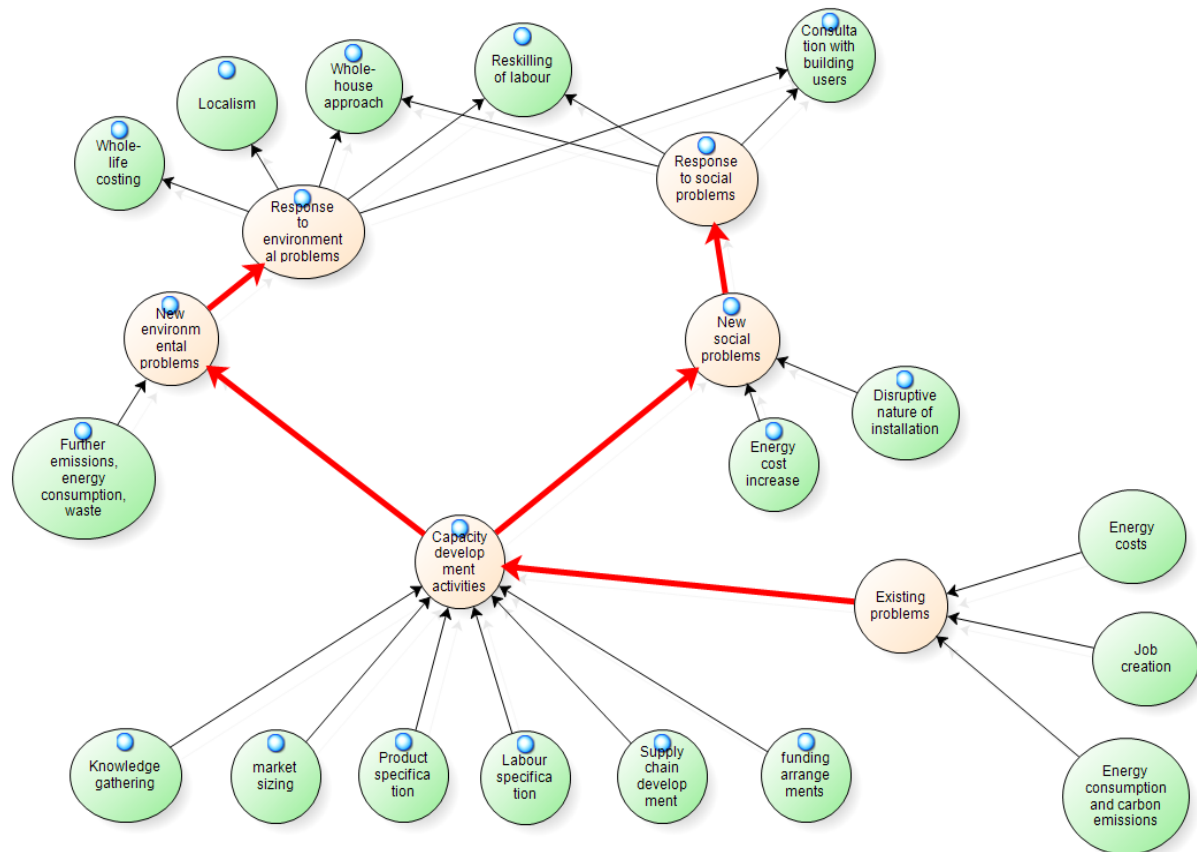 Consulta
tion with
building
users
Reskilling
of labour
Whole-
house
approach
Localism
Whole-
life
costing
Response
to social
problems
Response
to
environment
al problems
New
environm
ental
problems
New
social
problems
Disruptive
nature of
installation
Further
emissions,
energy
consumption,
waste
Energy
cost
increase
Capacity
develop
ment
activities
Energy
costs
Existing
problems
Job
creation
Knowledge
gathering
market
sizing
Product
specifica
tion
Labour
specifica
tion
Supply
chain
develop
ment
funding
arrange
ments
Energy
consumption
and carbon
emissions